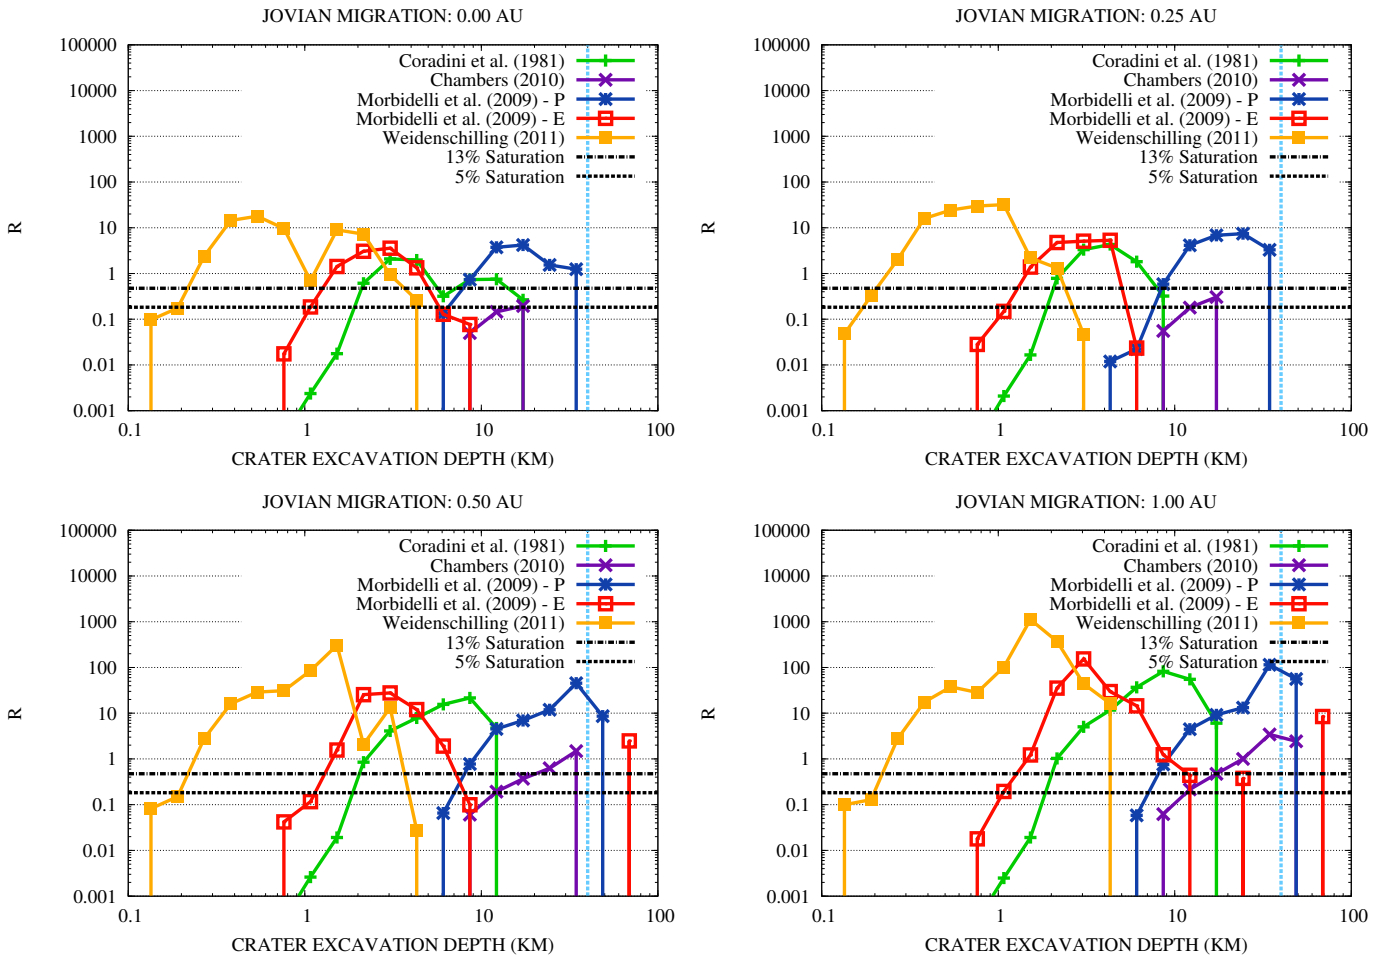 JOVIAN MIGRATION: 0.00 AU
100000
10000
1000
100
10
1
0.1
0.01
0.001
R
Coradini et al. (1981)
Chambers (2010)
Morbidelli et al. (2009) - P
Morbidelli et al. (2009) - E
Weidenschilling (2011)
13% Saturation
5% Saturation
0.1 1 10 100
CRATER EXCAVATION DEPTH (KM)
JOVIAN MIGRATION: 0.25 AU
100000
10000
1000
100
10
1
0.1
0.01
0.001
R
Coradini et al. (1981)
Chambers (2010)
Morbidelli et al. (2009) - P
Morbidelli et al. (2009) - E
Weidenschilling (2011)
13% Saturation
5% Saturation
0.1 1 10 100
CRATER EXCAVATION DEPTH (KM)
JOVIAN MIGRATION: 0.50 AU
100000
10000
1000
100
10
1
0.1
0.01
0.001
R
Coradini et al. (1981)
Chambers (2010)
Morbidelli et al. (2009) - P
Morbidelli et al. (2009) - E
Weidenschilling (2011)
13% Saturation
5% Saturation
0.1 1 10 100
CRATER EXCAVATION DEPTH (KM)
JOVIAN MIGRATION: 1.00 AU
100000
10000
1000
100
10
1
0.1
0.01
0.001
R
Coradini et al. (1981)
Chambers (2010)
Morbidelli et al. (2009) - P
Morbidelli et al. (2009) - E
Weidenschilling (2011)
13% Saturation
5% Saturation
0.1 1 10 100
CRATER EXCAVATION DEPTH (KM)